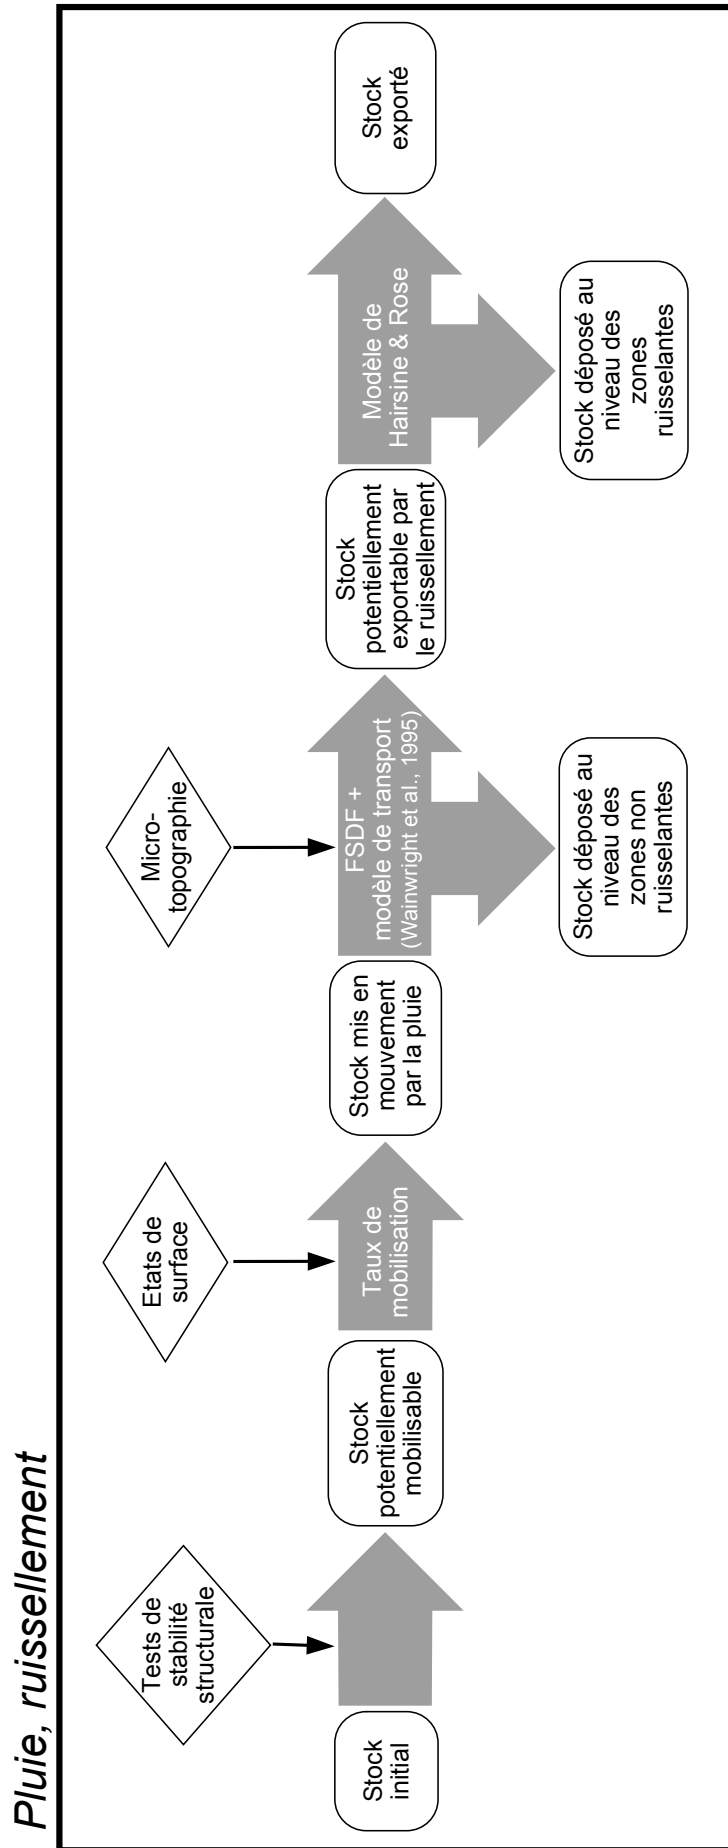 Pluie, ruissellement
Tests de
stabilité
structurale
Etats de
surface
Micro-
topographie
Stock
initial
Stock
potentiellement
mobilisable
Taux de
mobilisation
Stock mis en
mouvement
par la pluie
FSDF +
modèle de transport
(Wainwright et al., 1995)
Stock
potentiellement
exportable par
le ruissellement
Modèle de
Hairsine & Rose
Stock
exporté
Stock déposé au
niveau des
zones non
ruisselantes
Stock déposé au
niveau des
zones
ruisselantes